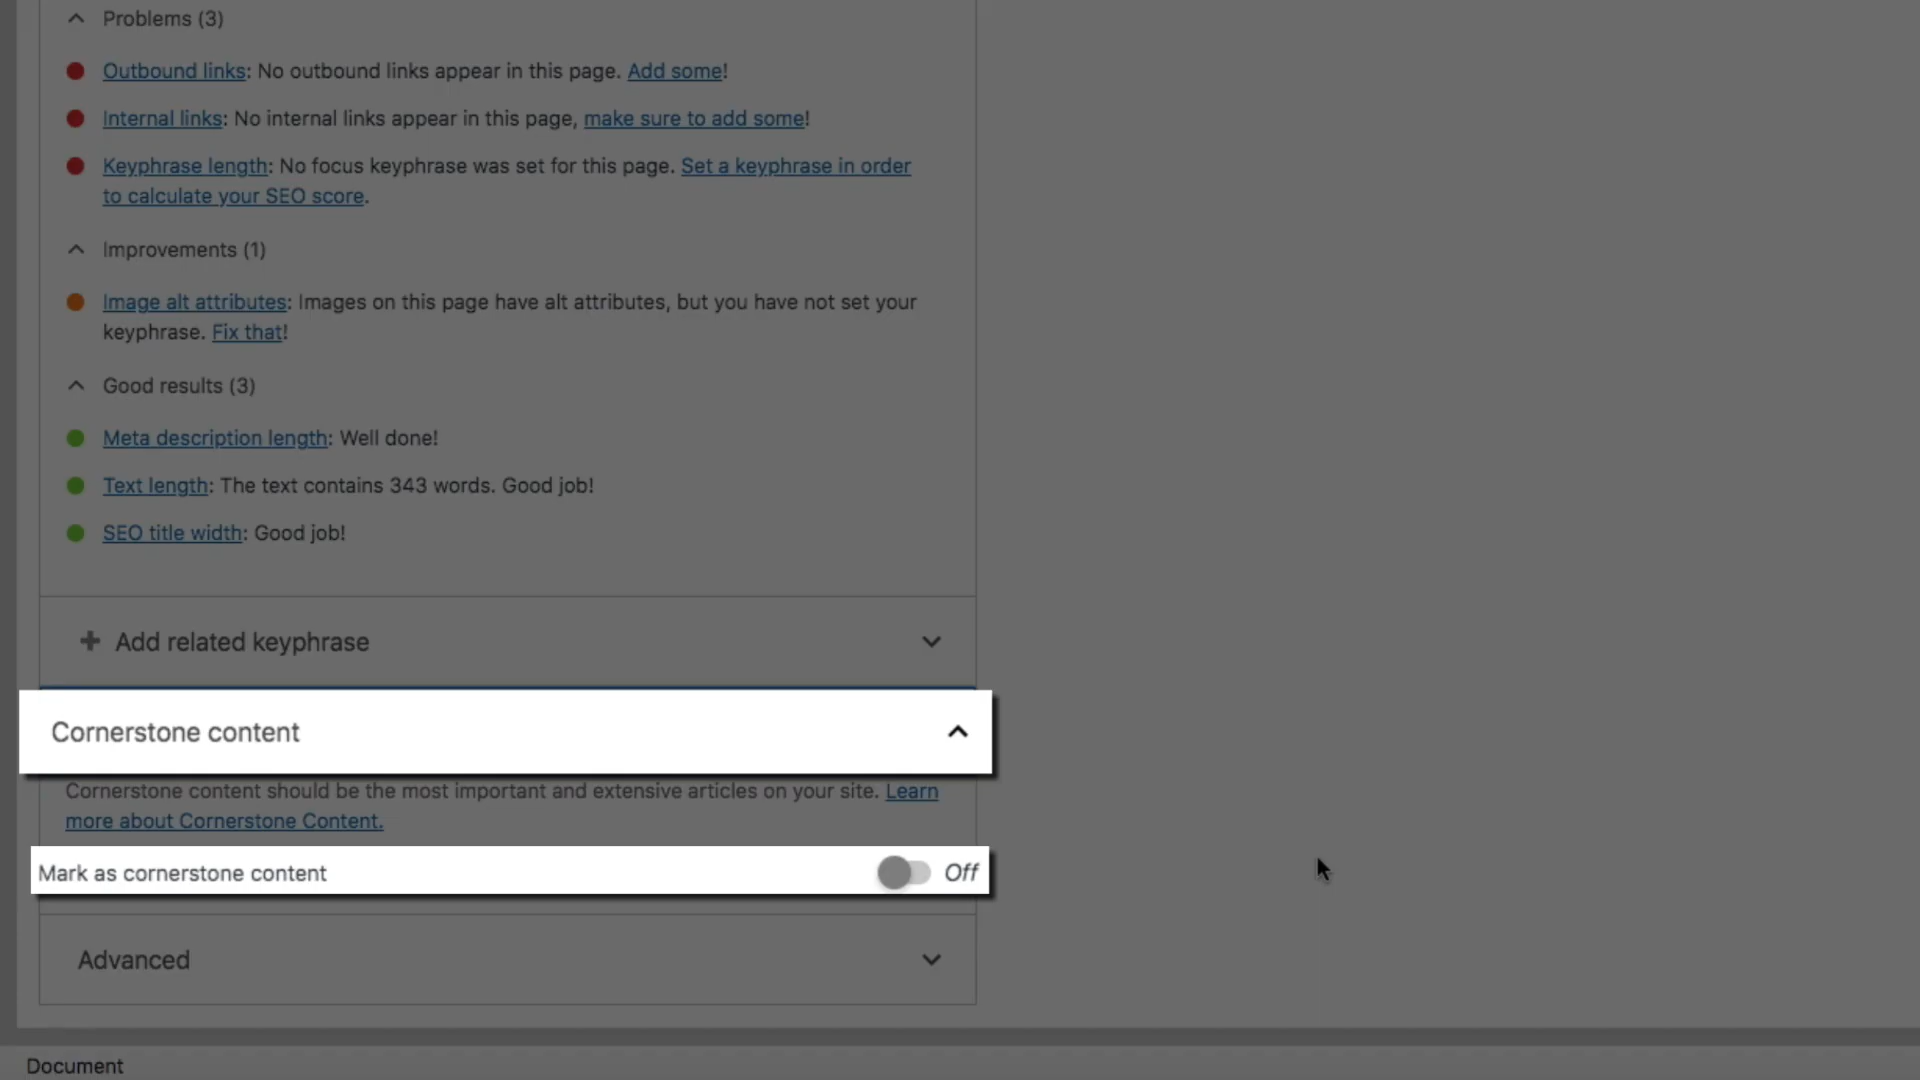 Problems (3)
Outbound links: No outbound links appear in this page. Add some!
Internal links: No internal links appear in this page, make sure to add some!
Keyphrase length: No focus keyphrase was set for this page. Set a keyphrase in order
to calculate your SEO score.
Improvements (1)
Image alt attributes: Images on this page have alt attributes, but you have not set your
keyphrase. Fix that!
Good results (3)
Meta description length: Well done!
Text length: The text contains 343 words. Good job!
SEO title width: Good job!
Add related keyphrase
Cornerstone content
Cornerstone content should be the most important and extensive articles on your site. Learn
more about Cornerstone Content.
Mark as cornerstone content Off
Advanced
Document